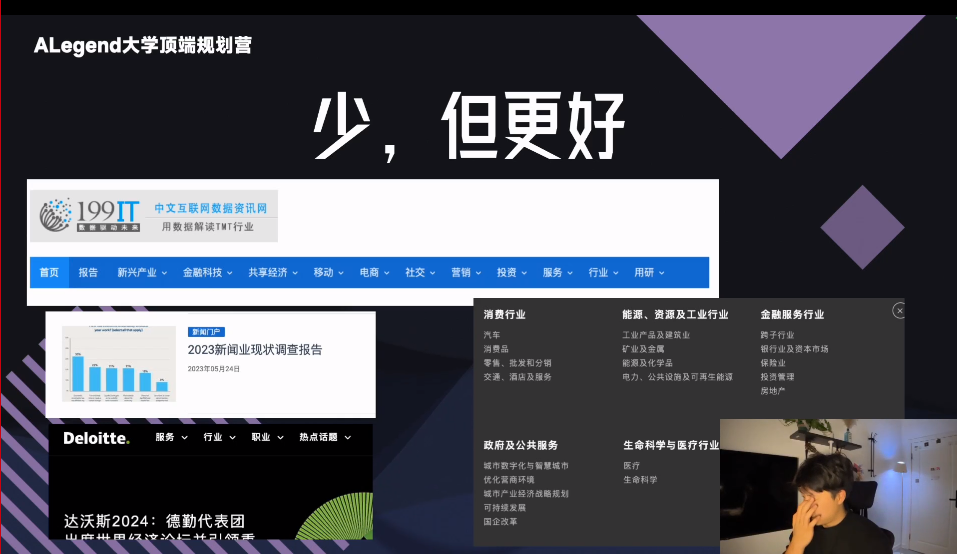 ALegend大学顶端规划营
少，但更好
199IT 中文互联网数据资讯网
数据驱动未来 用数据解读TMT行业
首页 报告 新兴产业 金融科技 共享经济 移动 电商 社交 营销 投资 服务 行业 用研
新闻门户
2023新闻业现状调查报告
2023年05月24日
Deloitte. 服务 行业 职业 热点话题
达沃斯2024：德勤代表团
出席世界经济论坛并引领重
消费行业
汽车
消费品
零售、批发和分销
交通、酒店及服务
能源、资源及工业行业
工业产品及建筑业
矿业及金属
能源及化学品
电力、公共设施及可再生能源
金融服务行业
跨子行业
银行业及资本市场
保险业
投资管理
房地产
政府及公共服务
城市数字化与智慧城市
优化营商环境
城市产业经济战略规划
可持续发展
国企改革
生命科学与医疗行业
医疗
生命科学